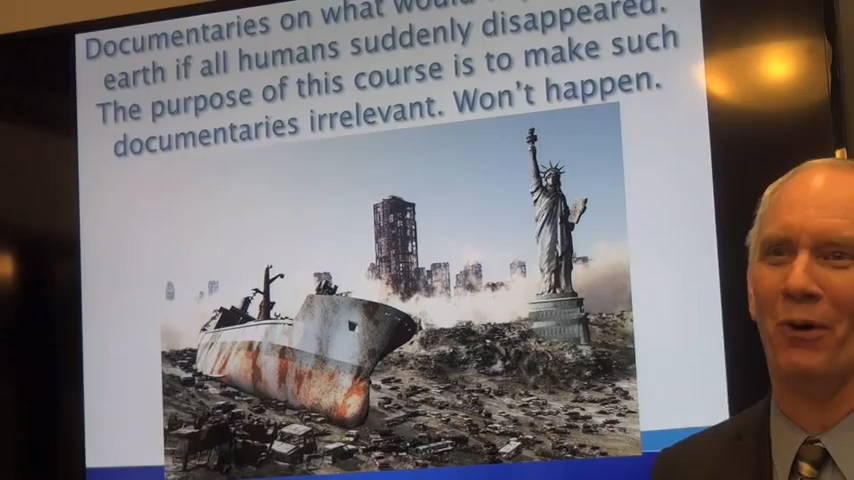 Documentaries on what would
earth if all humans suddenly disappeared.
The purpose of this course is to make such
documentaries irrelevant. Won't happen.